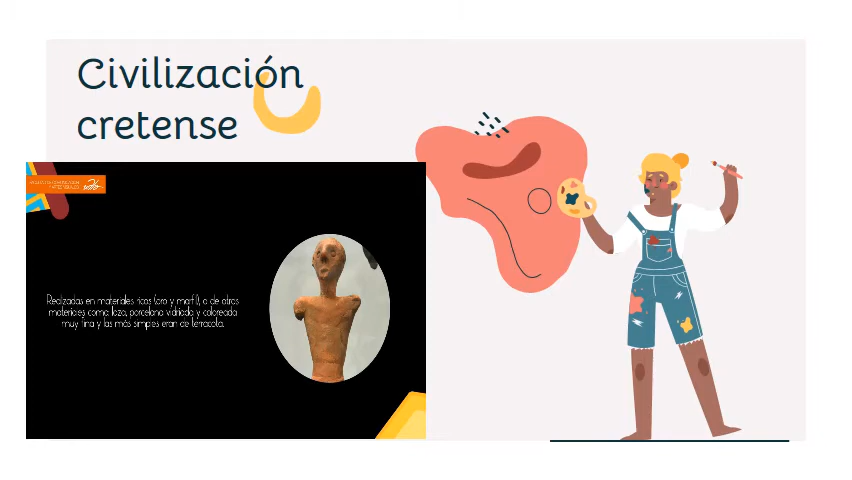 Civilización
cretense
Realizadas en materiales ricos (oro y marfil), o de otros
materiales como: loza, porcelana vidriada y coloreada
muy fina y las más simples eran de terracota.